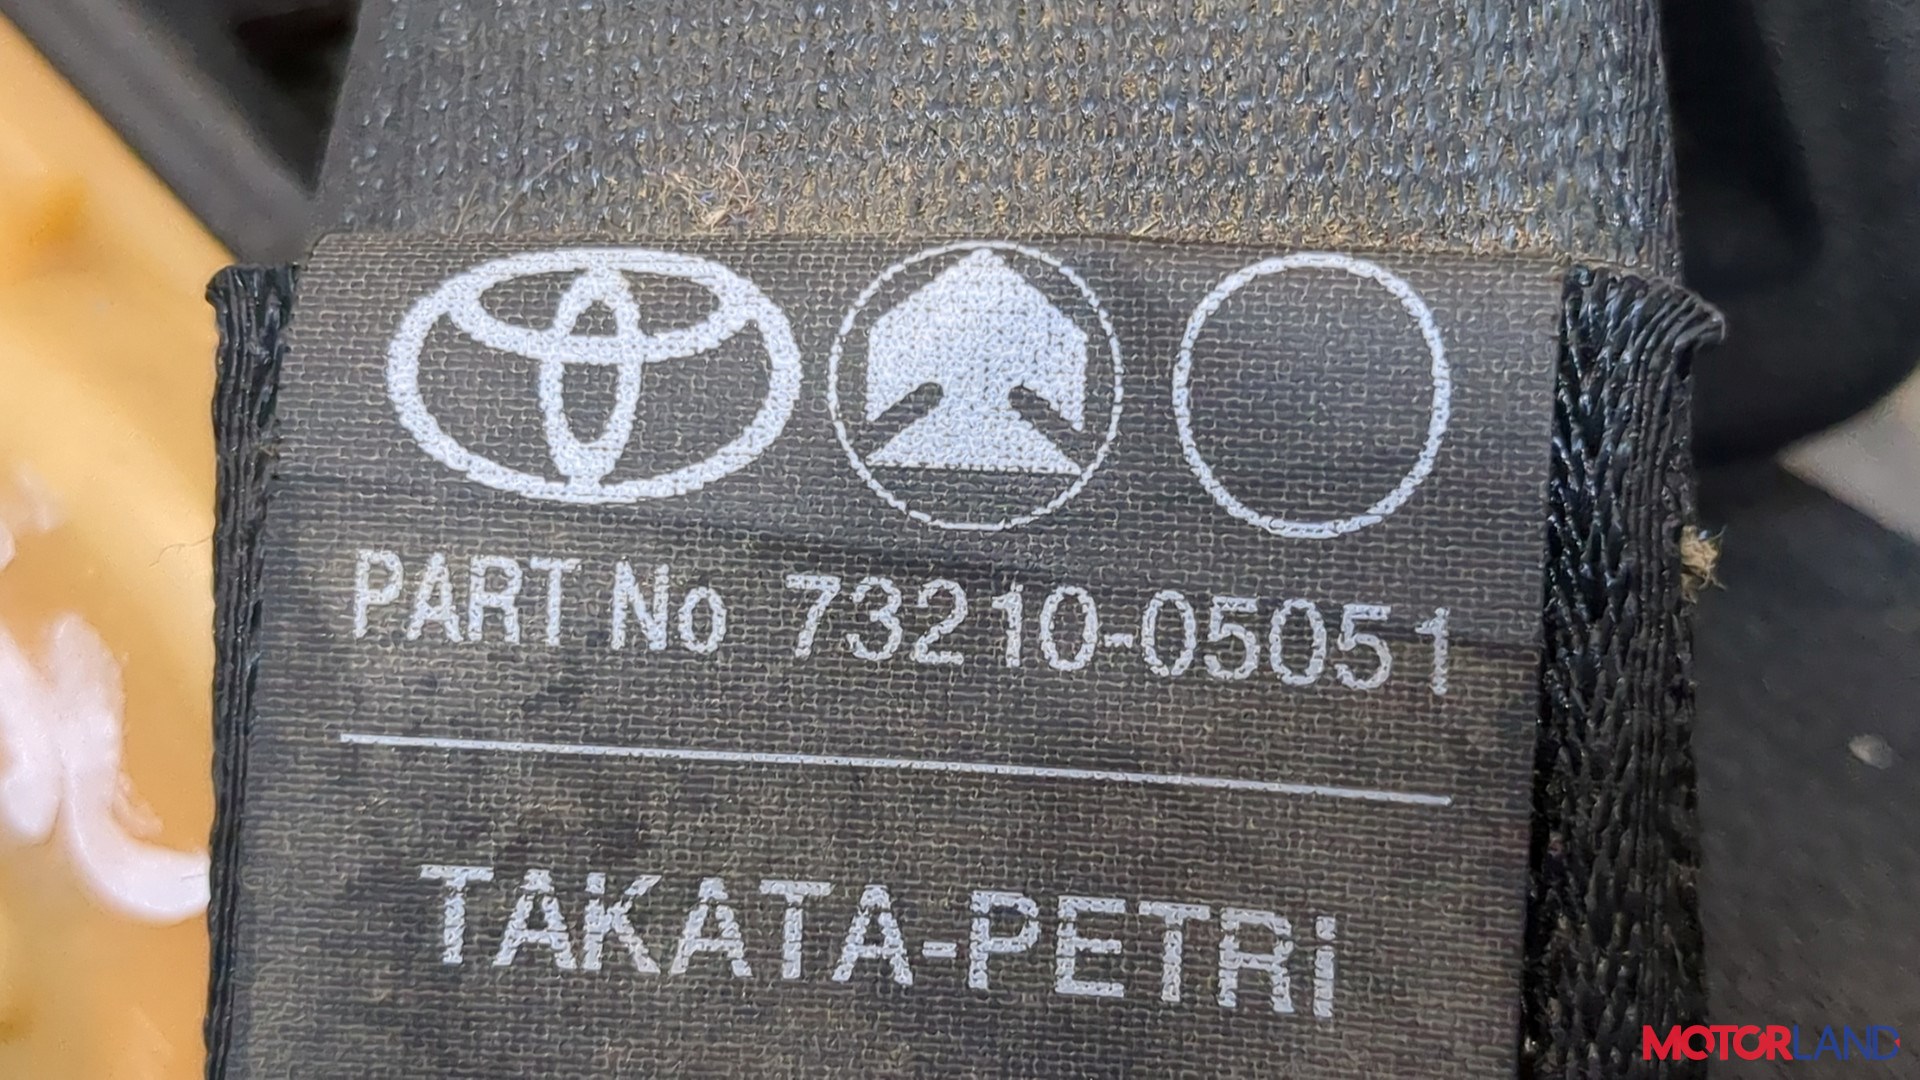 PART No 73210-05051
TAKATA-PETRi
MOTORLAND